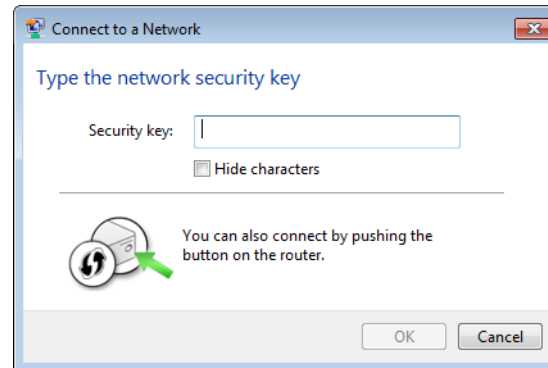 Connect to a Network
Type the network security key
Security key:
Hide characters
You can also connect by pushing the
button on the router.
OK
Cancel